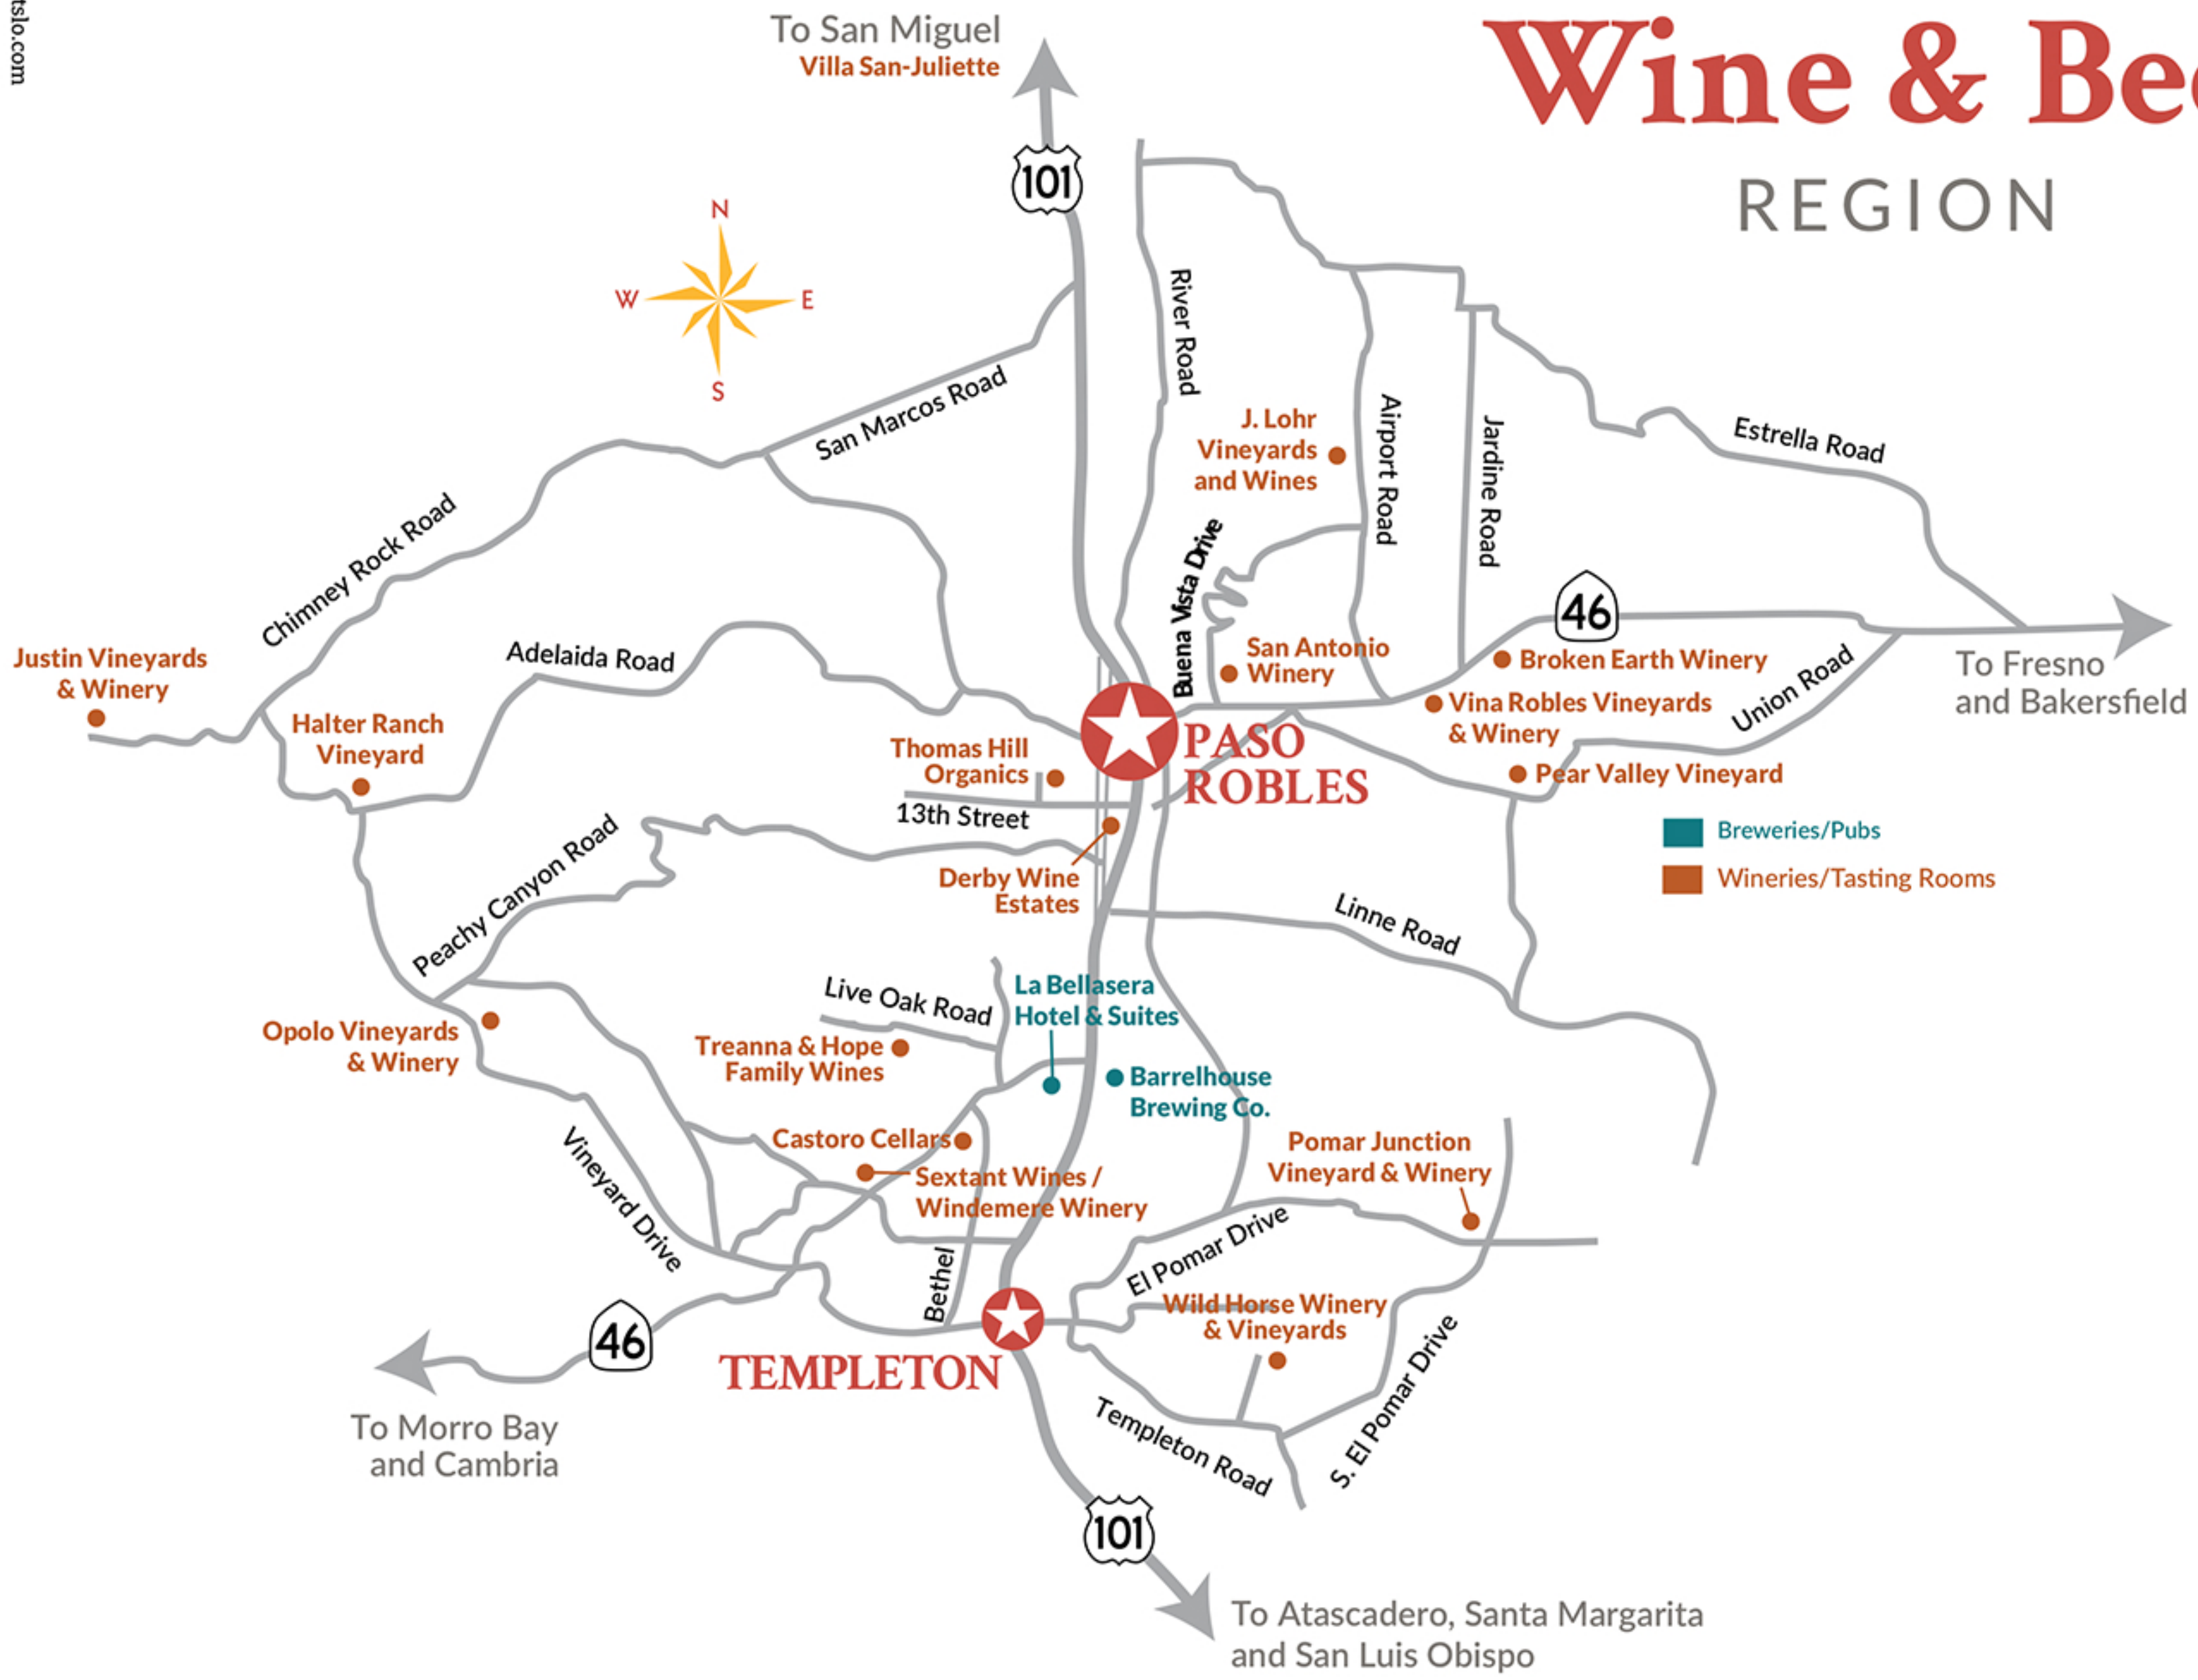 tslo.com
To San Miguel
Villa San-Juliette
Wine & Bee
REGION
101
N
W
E
S
River Road
San Marcos Road
J. Lohr
Vineyards
and Wines
Airport Road
Jardine Road
Estrella Road
Chimney Rock Road
Buena Vista Drive
46
Adelaida Road
Justin Vineyards
& Winery
San Antonio
Winery
Broken Earth Winery
To Fresno
and Bakersfield
Union Road
Vina Robles Vineyards
& Winery
Halter Ranch
Vineyard
Thomas Hill
Organics
PASO
ROBLES
Pear Valley Vineyard
13th Street
Breweries/Pubs
Wineries/Tasting Rooms
Peachy Canyon Road
Derby Wine
Estates
Linne Road
Live Oak Road
La Bellasera
Hotel & Suites
Opolo Vineyards
& Winery
Treanna & Hope
Family Wines
Barrelhouse
Brewing Co.
Castoro Cellars
Pomar Junction
Vineyard & Winery
Sextant Wines /
Windemere Winery
Vineyard Drive
El Pomar Drive
Bethel
Wild Horse Winery
& Vineyards
46
TEMPLETON
S. El Pomar Drive
Templeton Road
To Morro Bay
and Cambria
101
To Atascadero, Santa Margarita
and San Luis Obispo